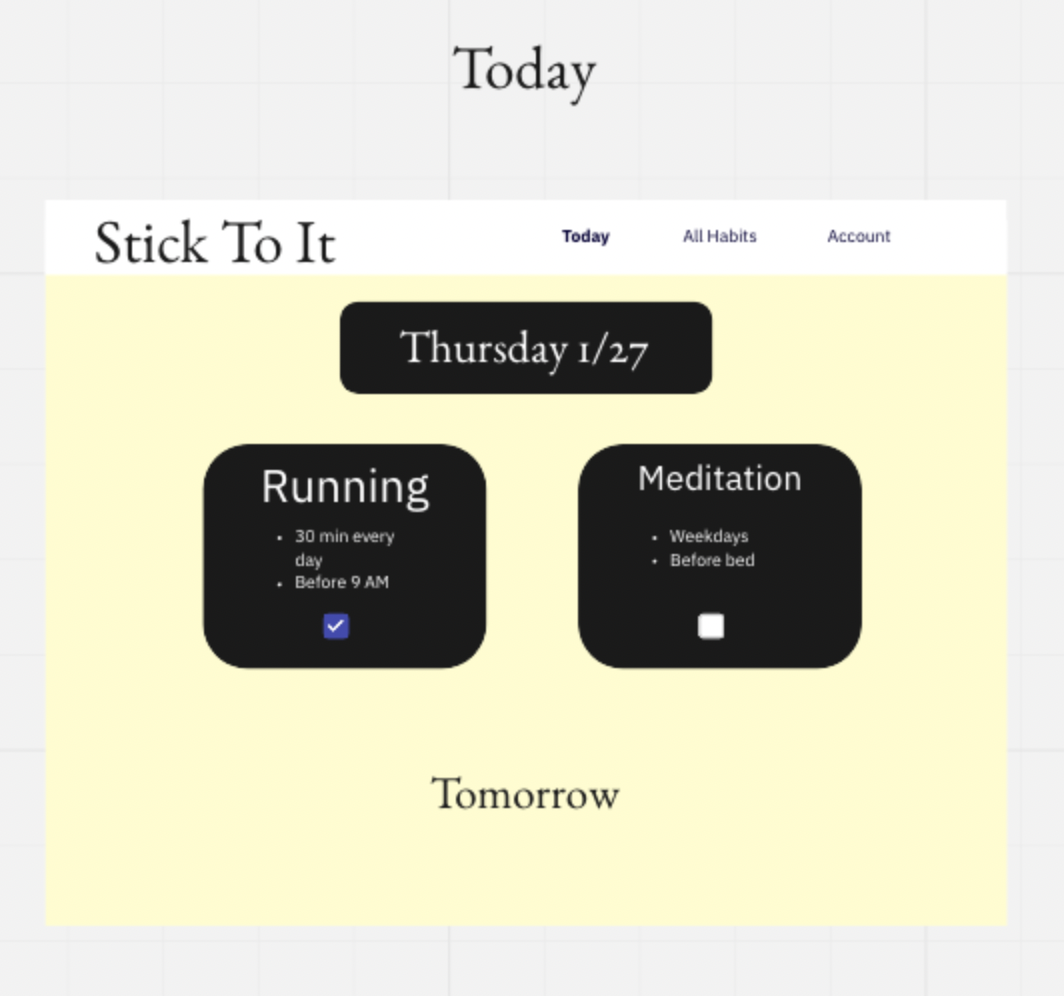 Today
Stick To It
Today
All Habits
Account
Thursday 1/27
Running
30 min every
day
Before 9 AM
Meditation
Weekdays
Before bed
Tomorrow